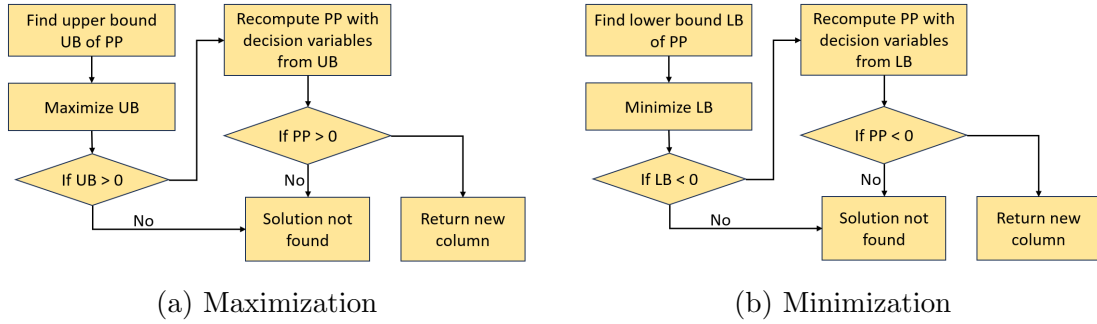 Find upper bound
UB of PP
Maximize UB
If UB > 0
No
Recompute PP with
decision variables
from UB
If PP > 0
No
Solution not
found
Return new
column
(a) Maximization
Find lower bound LB
of PP
Minimize LB
If LB < 0
No
Recompute PP with
decision variables
from LB
If PP < 0
No
Solution not
found
Return new
column
(b) Minimization